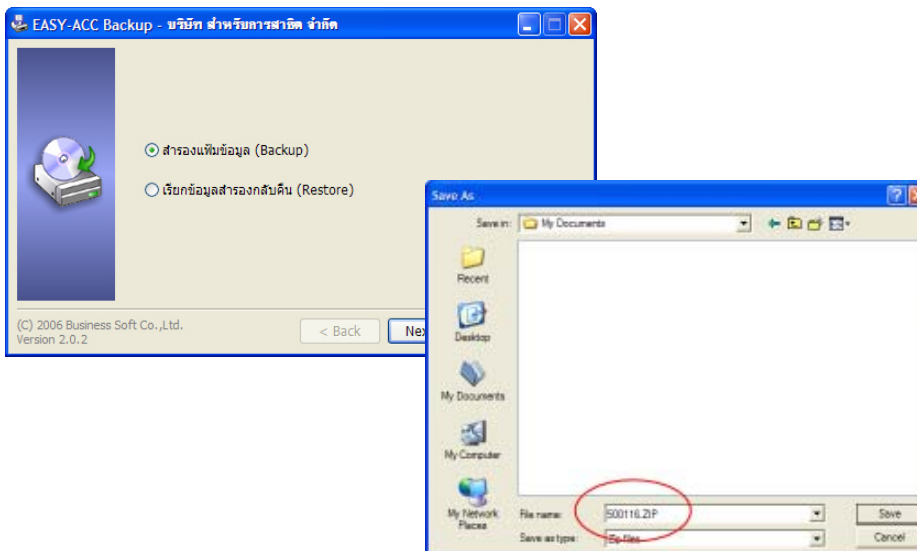 EASY-ACC Backup - บริษัท สำหรับการสาธิต จำกัด
สำรองแฟ้มข้อมูล (Backup)
เรียกข้อมูลสำรองกลับคืน (Restore)
(C) 2006 Business Soft Co.,Ltd.
Version 2.0.2
< Back
Save As
Save in:
My Documents
Recent
Desktop
My Documents
My Computer
My Network Places
File name:
500116.ZIP
Save
Save as type:
Zip files
Cancel